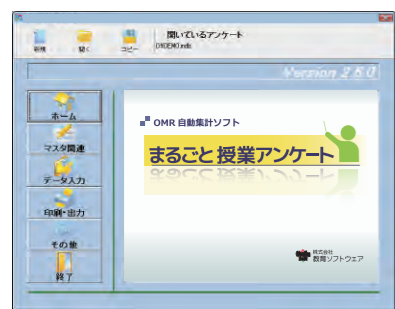 開いているアンケート
新規
開く
コピー
Version 2.6.0
ホーム
マスタ関連
データ入力
印刷・出力
その他
終了
OMR 自動集計ソフト
まるごと 授業アンケート
株式会社
教育ソフトウェア